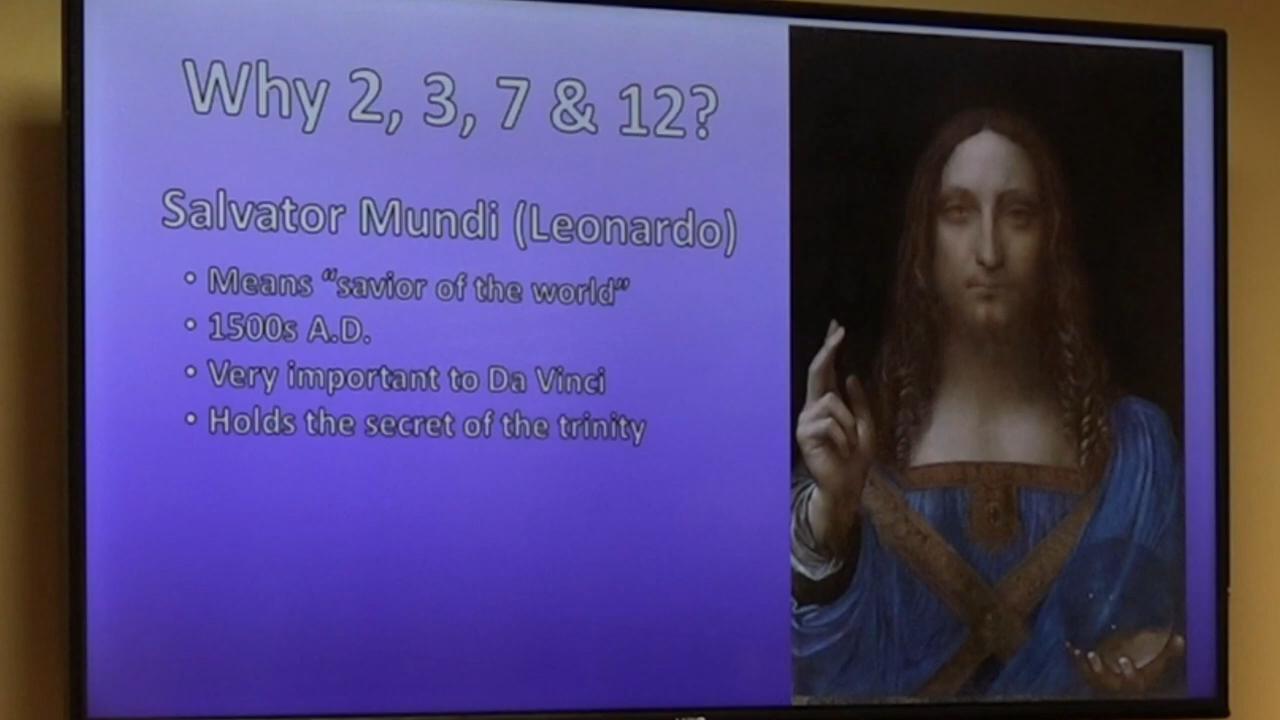 Why 2, 3, 7 & 12?
Salvator Mundi (Leonardo)
• Means “savior of the world”
• 1500s A.D.
• Very important to Da Vinci
• Holds the secret of the trinity